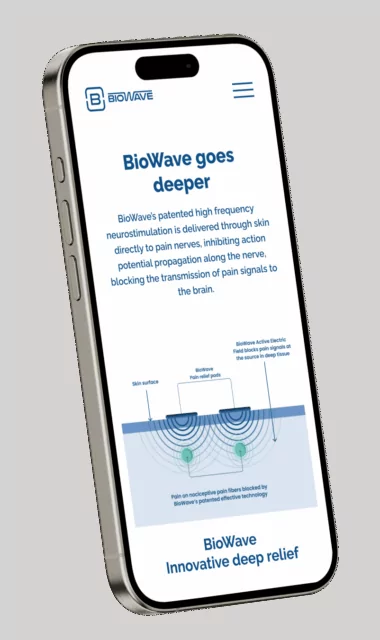 BIOWAVE
BioWave goes
deeper
BioWave's patented high frequency
neurostimulation is delivered through skin
directly to pain nerves, inhibiting action
potential propagation along the nerve,
blocking the transmission of pain signals to
the brain.
BioWave Active Electric
Field blocks pain signals at
the source in deep tissue
BioWave
Pain relief pads
Skin surface
Pain on nociceptive pain fibers blocked by
BioWave's patented effective technology
BioWave
Innovative deep relief